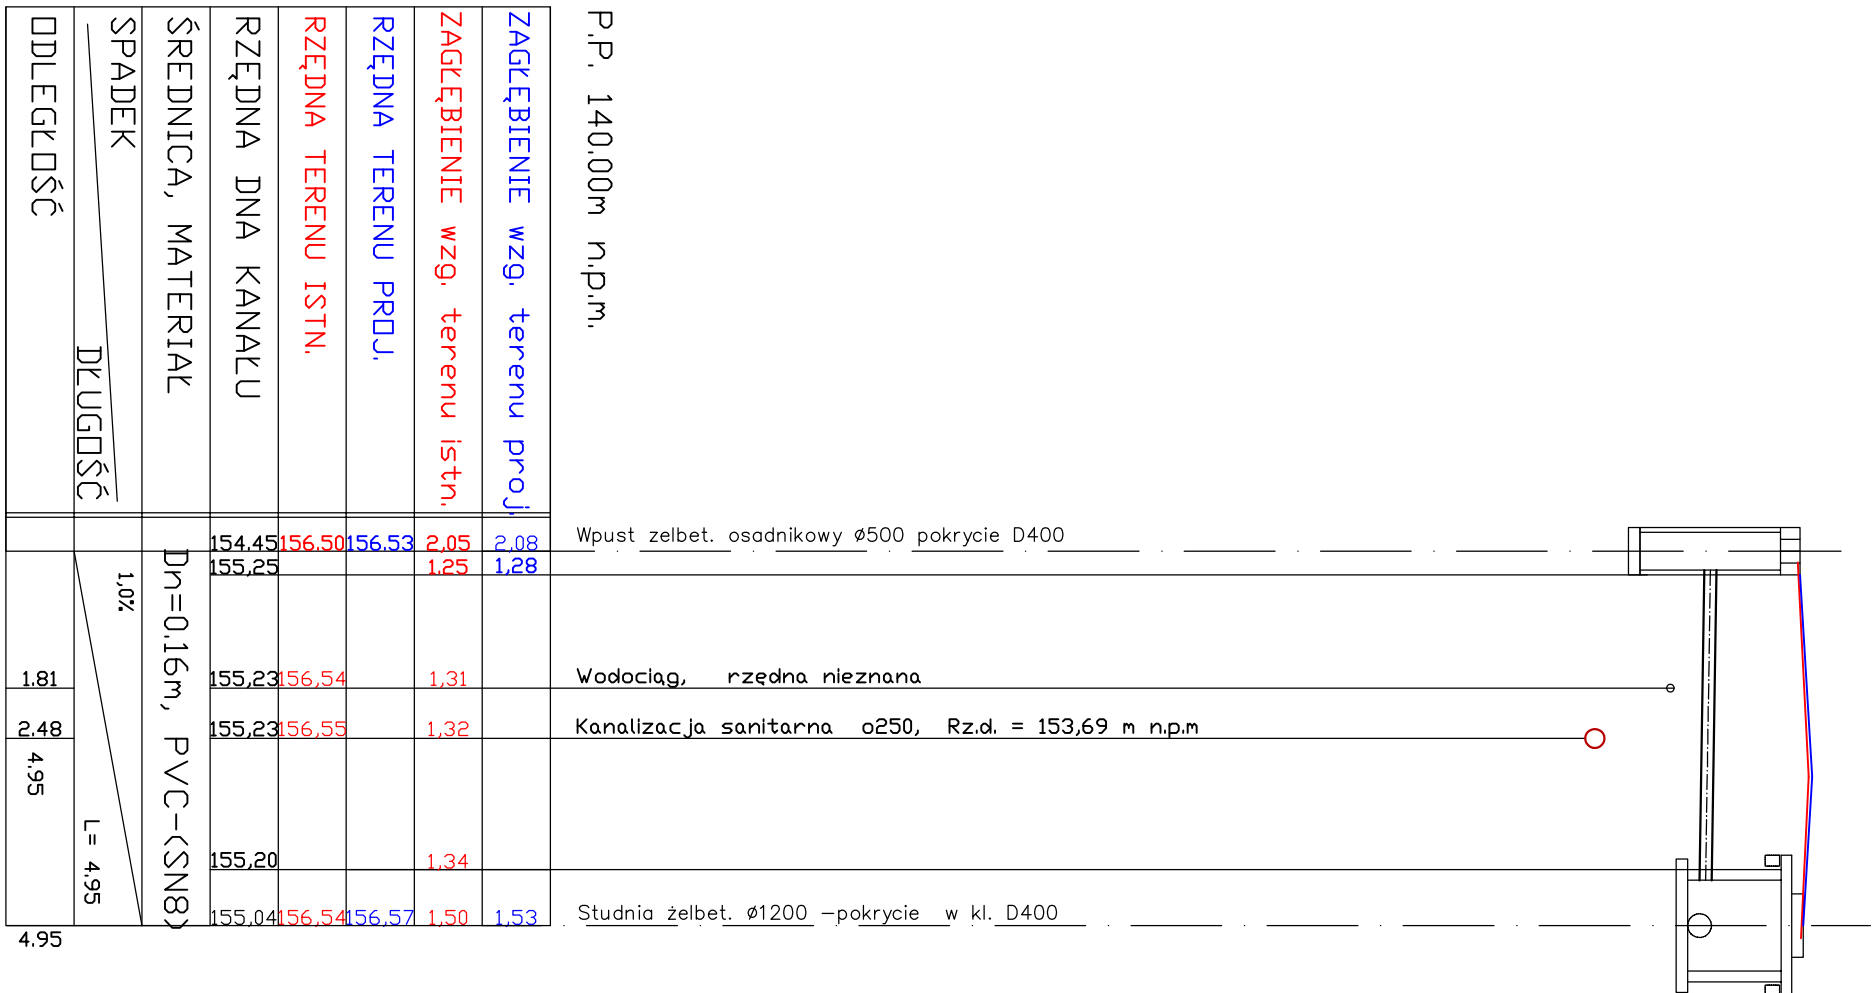 P.P. 140.00m n.p.m.
ZAGŁĘBIENIE wzg. terenu proj.
ZAGŁĘBIENIE wzg. terenu istn.
RZĘDNA TERENU PROJ.
RZĘDNA TERENU ISTN.
RZĘDNA DNA KANAŁU
ŚREDNICA, MATERIAŁ
SPADEK
DŁUGOŚĆ
ODLEGŁOŚĆ
154.45 156.50 156.53 2,05 2,08 Wpust zelbet. osadnikowy ø500 pokrycie D400
155,25 1.25 1,28
1,0%
Dn=0.16m, PVC-(SN8)
1.81 155,23 156,54 1,31 Wodociąg, rzędna nieznana
2.48 155,23 156,55 1,32 Kanalizacja sanitarna o250, Rz.d. = 153,69 m n.p.m
4.95
L= 4.95
155,20 1,34
155,04 156,54 156,57 1,50 1,53 Studnia żelbet. ø1200 -pokrycie w kl. D400
4.95